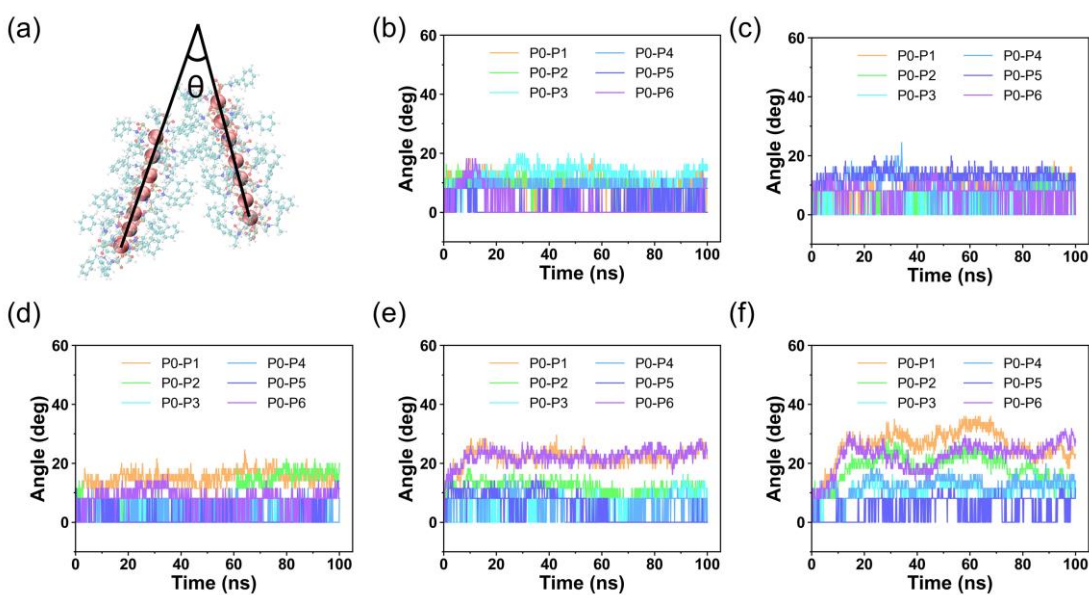 (a)
θ
(b)
60
40
20
0
Angle (deg)
P0-P1 P0-P4
P0-P2 P0-P5
P0-P3 P0-P6
0 20 40 60 80 100
Time (ns)
(c)
60
40
20
0
Angle (deg)
P0-P1 P0-P4
P0-P2 P0-P5
P0-P3 P0-P6
0 20 40 60 80 100
Time (ns)
(d)
60
40
20
0
Angle (deg)
P0-P1 P0-P4
P0-P2 P0-P5
P0-P3 P0-P6
0 20 40 60 80 100
Time (ns)
(e)
60
40
20
0
Angle (deg)
P0-P1 P0-P4
P0-P2 P0-P5
P0-P3 P0-P6
0 20 40 60 80 100
Time (ns)
(f)
60
40
20
0
Angle (deg)
P0-P1 P0-P4
P0-P2 P0-P5
P0-P3 P0-P6
0 20 40 60 80 100
Time (ns)